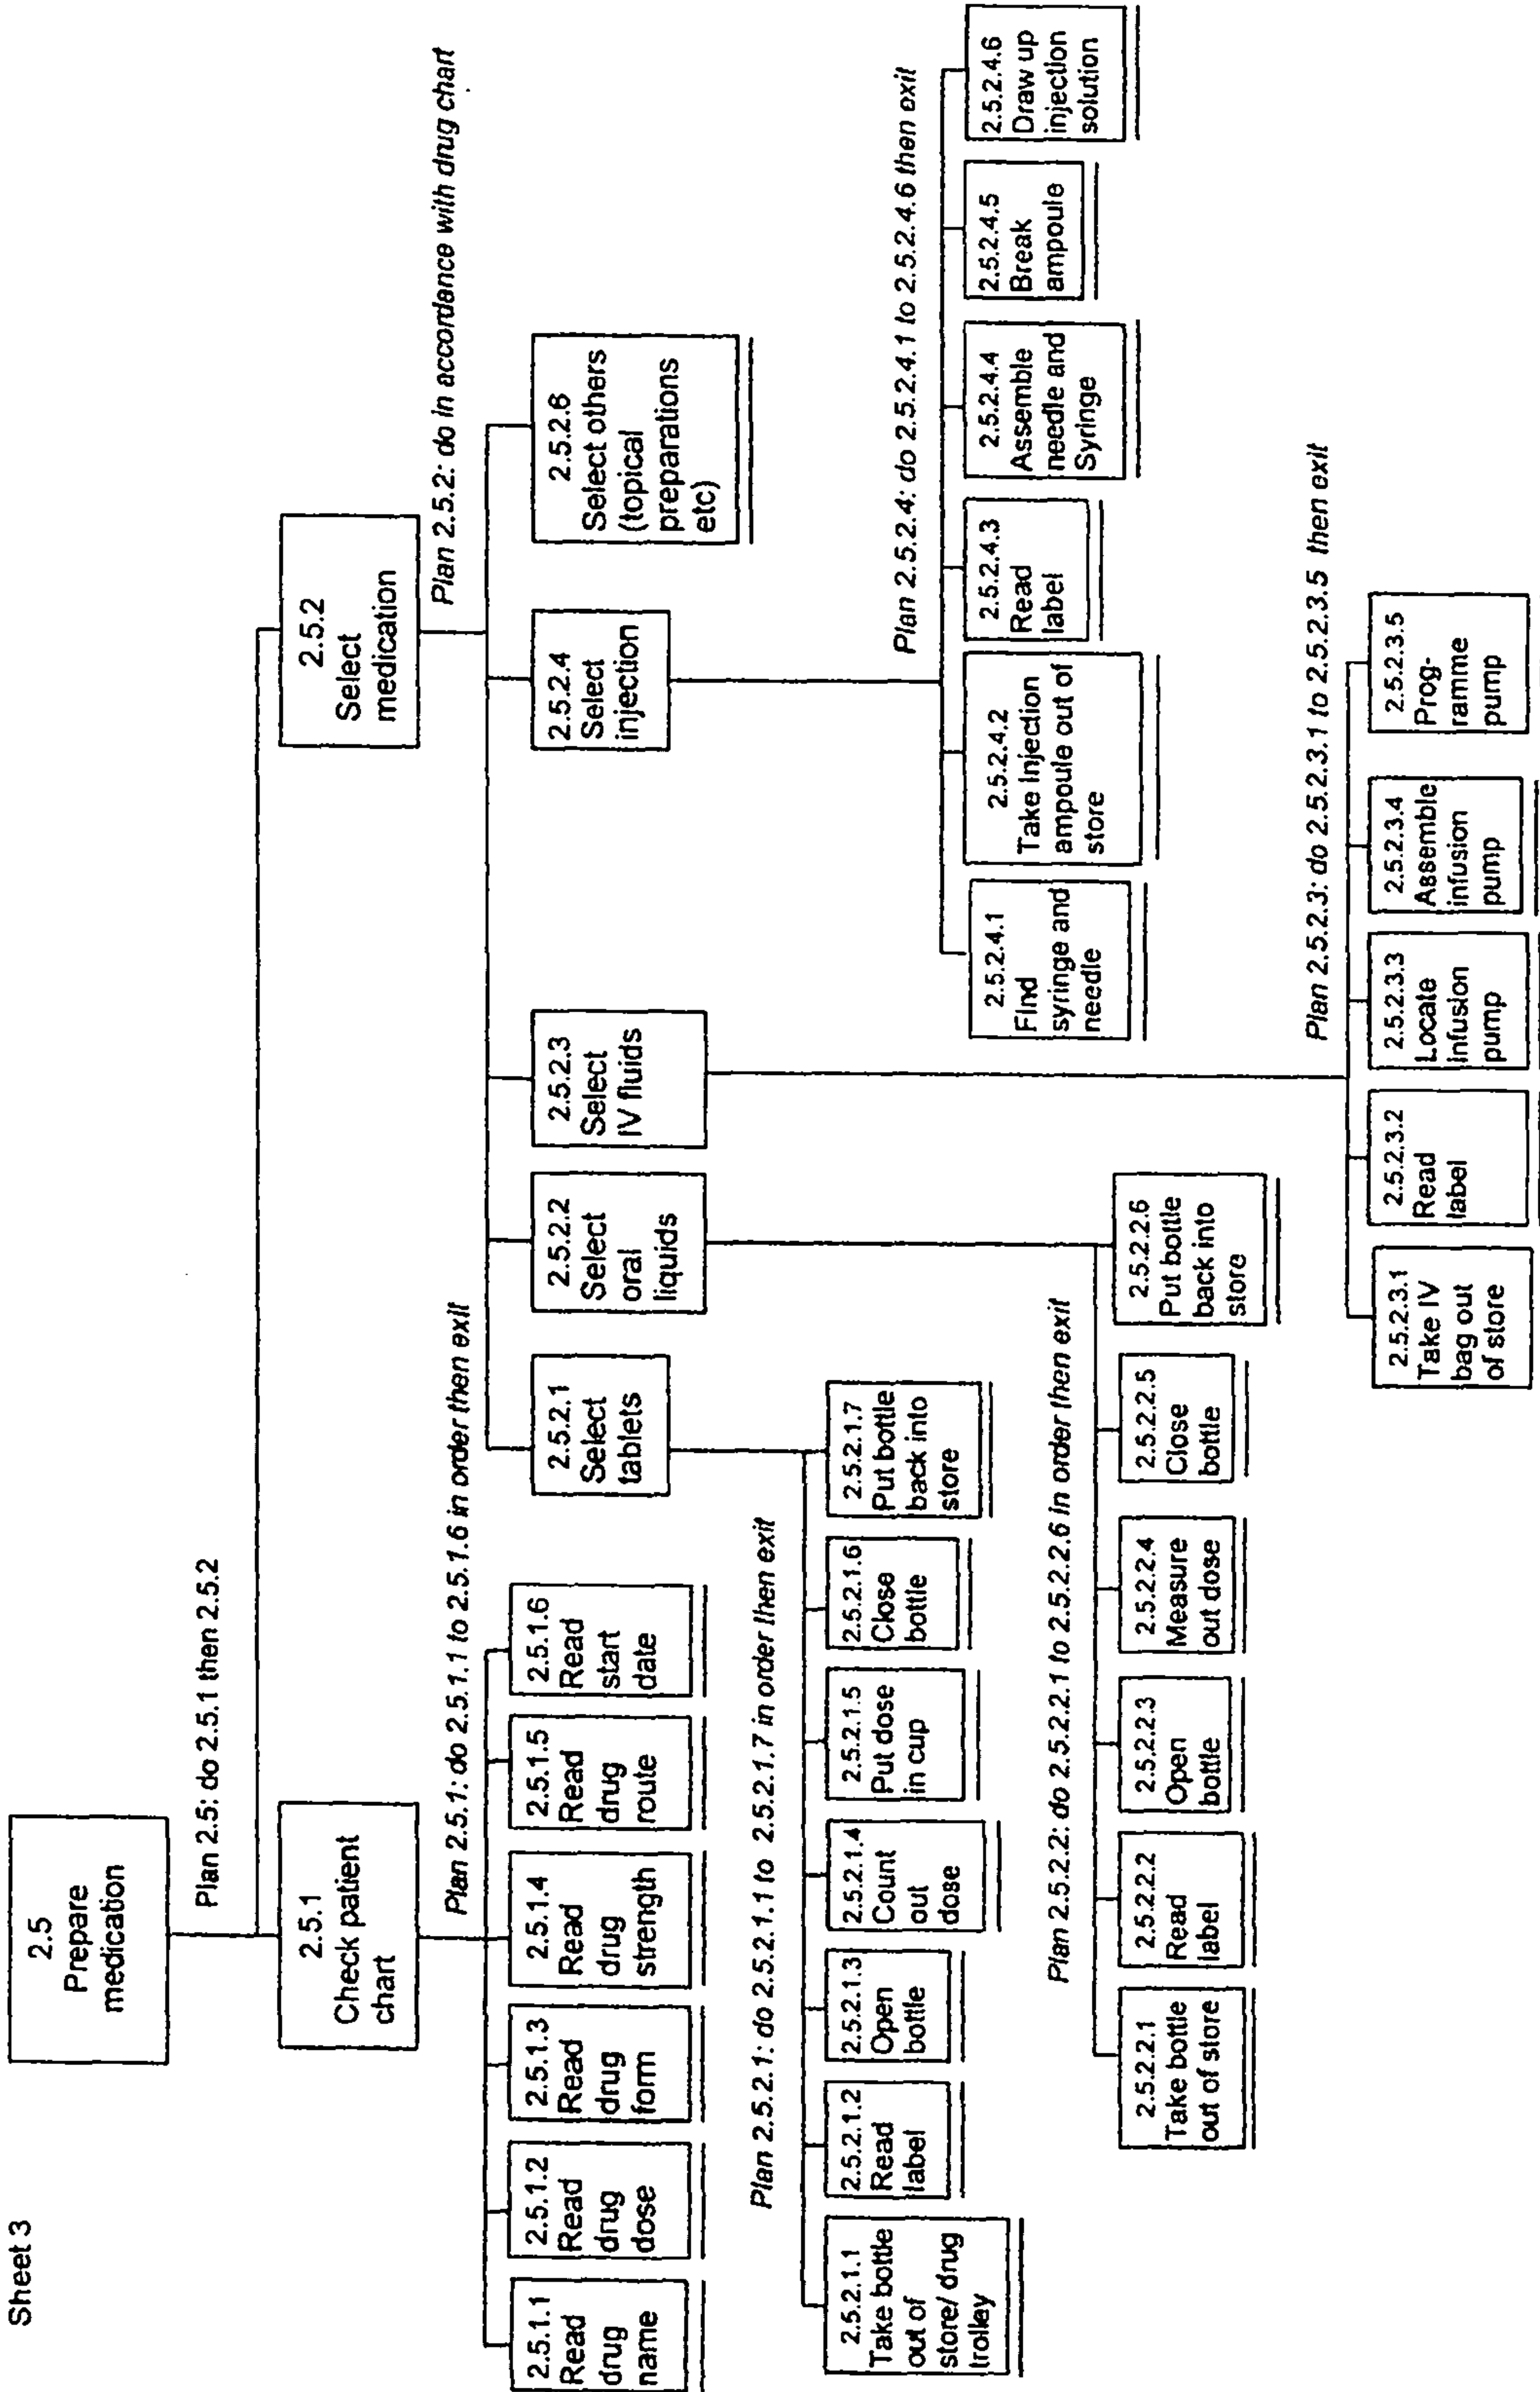 Sheet 3
2.5
Prepare
medication
Plan 2.5: do 2.5.1 then 2.5.2
2.5.1
Check patient
chart
2.5.2
Select
medication
Plan 2.5.1: do 2.5.1.1 to 2.5.1.6 in order then exit
Plan 2.5.2: do in accordance with drug chart
2.5.1.1
Read
drug
name
2.5.1.2
Read
drug
dose
2.5.1.3
Read
drug
form
2.5.1.4
Read
drug
strength
2.5.1.5
Read
drug
route
2.5.1.6
Read
start
date
2.5.2.1
Select
tablets
2.5.2.2
Select
oral
liquids
2.5.2.3
Select
IV fluids
2.5.2.4
Select
injection
2.5.2.6
Select others
(topical
preparations
etc)
Plan 2.5.2.1: do 2.5.2.1.1 to 2.5.2.1.7 in order then exit
2.5.2.1.1
Take bottle
out of
store/ drug
trolley
2.5.2.1.2
Read
label
2.5.2.1.3
Open
bottle
2.5.2.1.4
Count
out
dose
2.5.2.1.5
Put dose
in cup
2.5.2.1.6
Close
bottle
2.5.2.1.7
Put bottle
back into
store
Plan 2.5.2.4: do 2.5.2.4.1 to 2.5.2.4.6 then exit
2.5.2.4.1
Find
syringe and
needle
2.5.2.4.2
Take Injection
ampoule out of
store
2.5.2.4.3
Read
label
2.5.2.4.4
Assemble
needle and
Syringe
2.5.2.4.5
Break
ampoule
2.5.2.4.6
Draw up
injection
solution
Plan 2.5.2.2: do 2.5.2.2.1 to 2.5.2.2.6 in order then exit
2.5.2.2.1
Take bottle
out of store
2.5.2.2.2
Read
label
2.5.2.2.3
Open
bottle
2.5.2.2.4
Measure
out dose
2.5.2.2.5
Close
bottle
2.5.2.2.6
Put bottle
back into
store
Plan 2.5.2.3: do 2.5.2.3.1 to 2.5.2.3.5 then exit
2.5.2.3.1
Take IV
bag out
of store
2.5.2.3.2
Read
label
2.5.2.3.3
Locate
infusion
pump
2.5.2.3.4
Assemble
infusion
pump
2.5.2.3.5
Prog-
ramme
pump